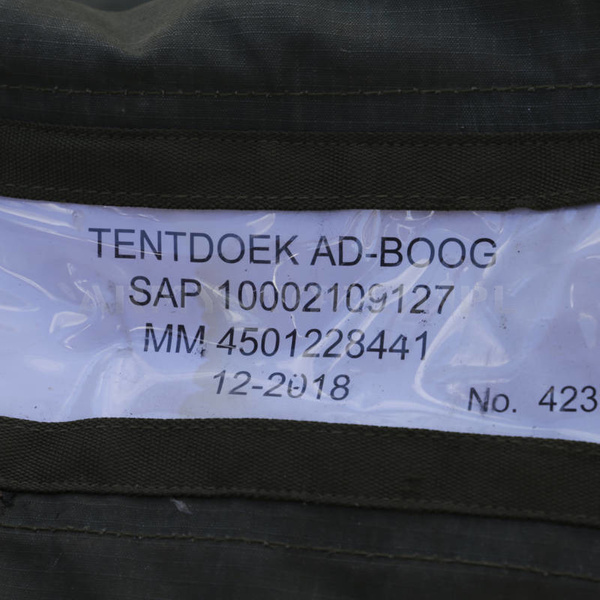 TENTDOEK AD-BOOG
SAP 10002109127
MM 4501228441
12-2018
No. 423